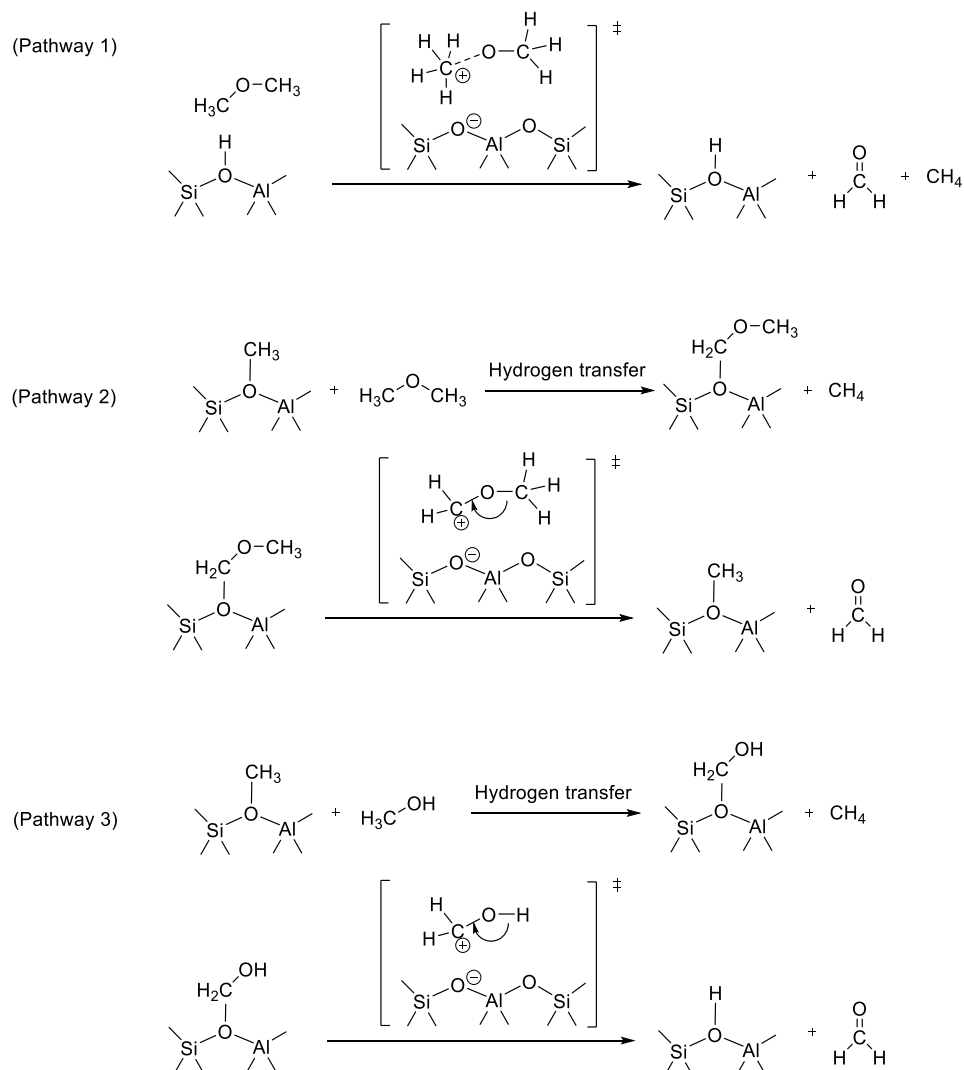 (Pathway 1)
H3C O CH3
H
Si O Al
H H H C ⊕ H O C H H H
Si O ⊖ Al O Si
‡
H
Si O Al
+
O
C
H H
+ CH4
(Pathway 2)
CH3
Si O Al
+
H3C O CH3
Hydrogen transfer
H2C O CH3
Si O Al
+ CH4
H2C O CH3
Si O Al
H H C ⊕ O C H H H
Si O ⊖ Al O Si
‡
CH3
Si O Al
+
O
C
H H
(Pathway 3)
CH3
Si O Al
+
H3C OH
Hydrogen transfer
H2C OH
Si O Al
+ CH4
H2C OH
Si O Al
H H C ⊕ O H
Si O ⊖ Al O Si
‡
H
Si O Al
+
O
C
H H